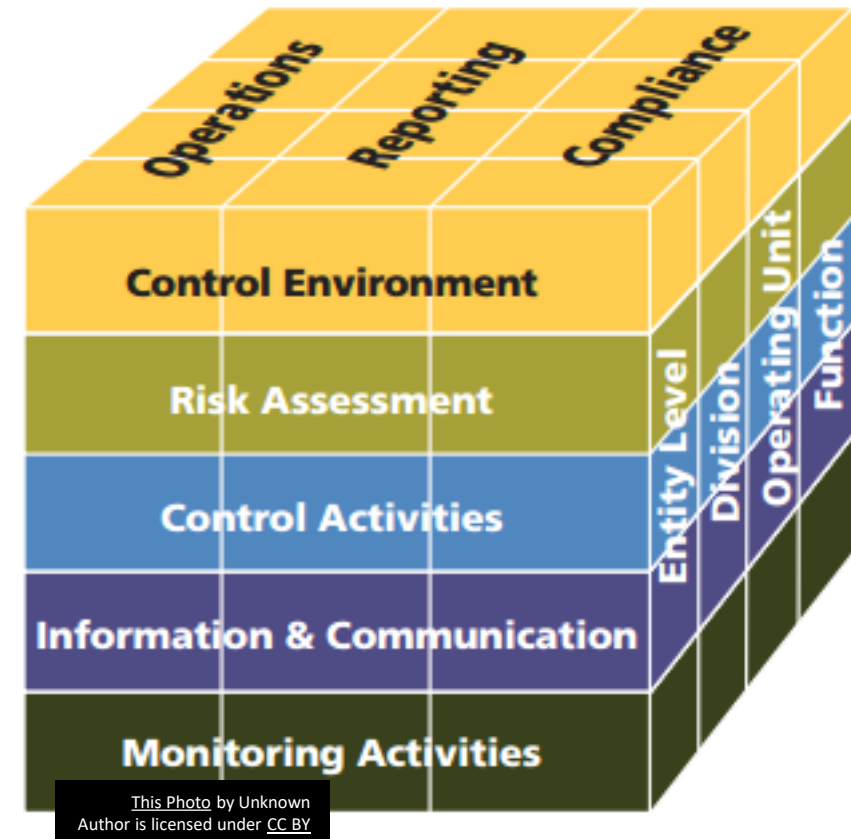 Operations
Reporting
Compliance
Control Environment
Risk Assessment
Control Activities
Information & Communication
Monitoring Activities
Entity Level
Division
Operating Unit
Function
This Photo by Unknown
Author is licensed under CC BY